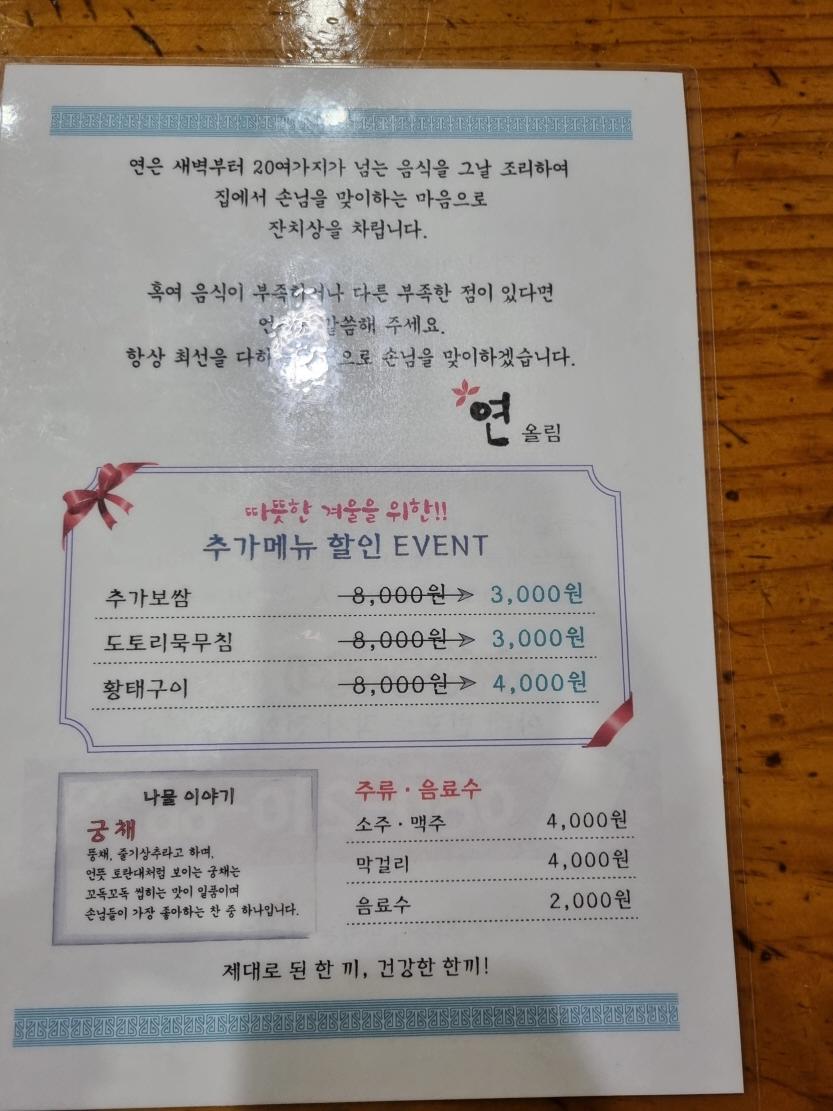 연은 새벽부터 20여가지가 넘는 음식을 그날 조리하여
집에서 손님을 맞이하는 마음으로
잔치상을 차립니다.
혹여 음식이 부족하거나 다른 부족한 점이 있다면
말씀해 주세요.
항상 최선을 다하 으로 손님을 맞이하겠습니다.
연 올림
따뜻한 겨울을 위한!!
추가메뉴 할인 EVENT
추가보쌈 8,000원 → 3,000원
도토리묵무침 8,000원 → 3,000원
황태구이 8,000원 → 4,000원
나물 이야기
궁채
뚱채, 줄기상추라고 하며,
언뜻 토란대처럼 보이는 궁채는
꼬독꼬독 씹히는 맛이 일품이며
손님들이 가장 좋아하는 찬 중 하나입니다.
주류 · 음료수
소주 · 맥주 4,000원
막걸리 4,000원
음료수 2,000원
제대로 된 한 끼, 건강한 한끼!